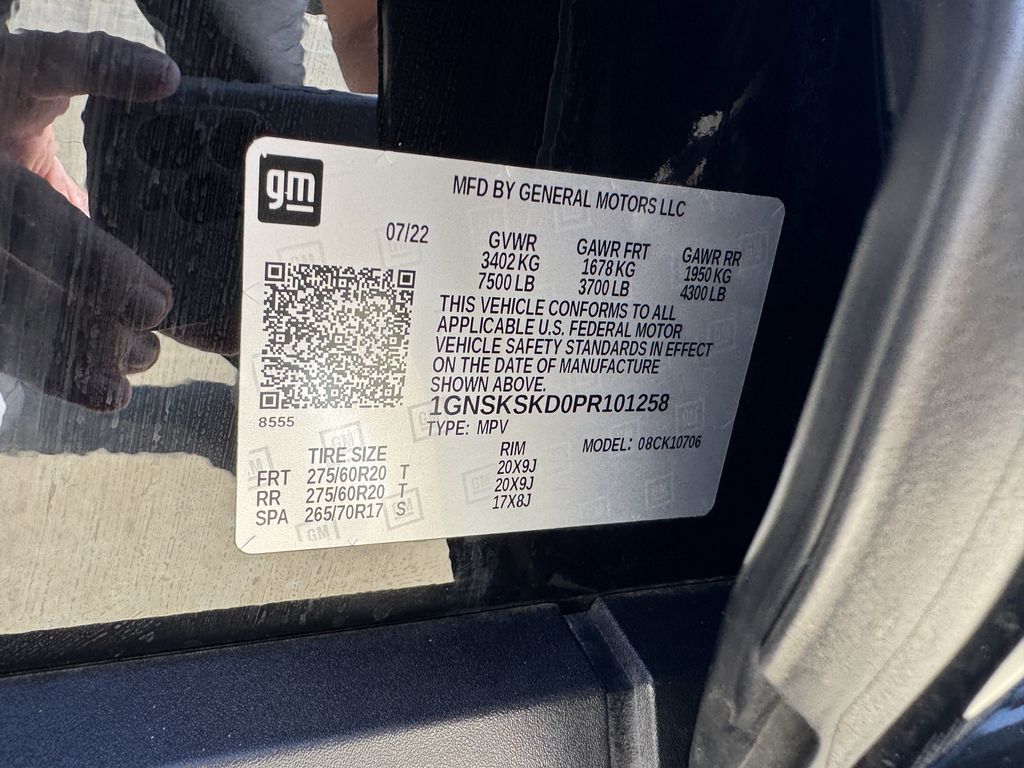 gm
MFD BY GENERAL MOTORS LLC
07/22
GVWR GAWR FRT GAWR RR
3402 KG 1678 KG 1950 KG
7500 LB 3700 LB 4300 LB
THIS VEHICLE CONFORMS TO ALL
APPLICABLE U.S. FEDERAL MOTOR
VEHICLE SAFETY STANDARDS IN EFFECT
ON THE DATE OF MANUFACTURE
SHOWN ABOVE.
8555
1GNSKSKD0PR101258
TYPE: MPV
MODEL: 08CK10706
TIRE SIZE RIM
FRT 275/60R20 T 20X9J
RR 275/60R20 T 20X9J
SPA 265/70R17 S 17X8J